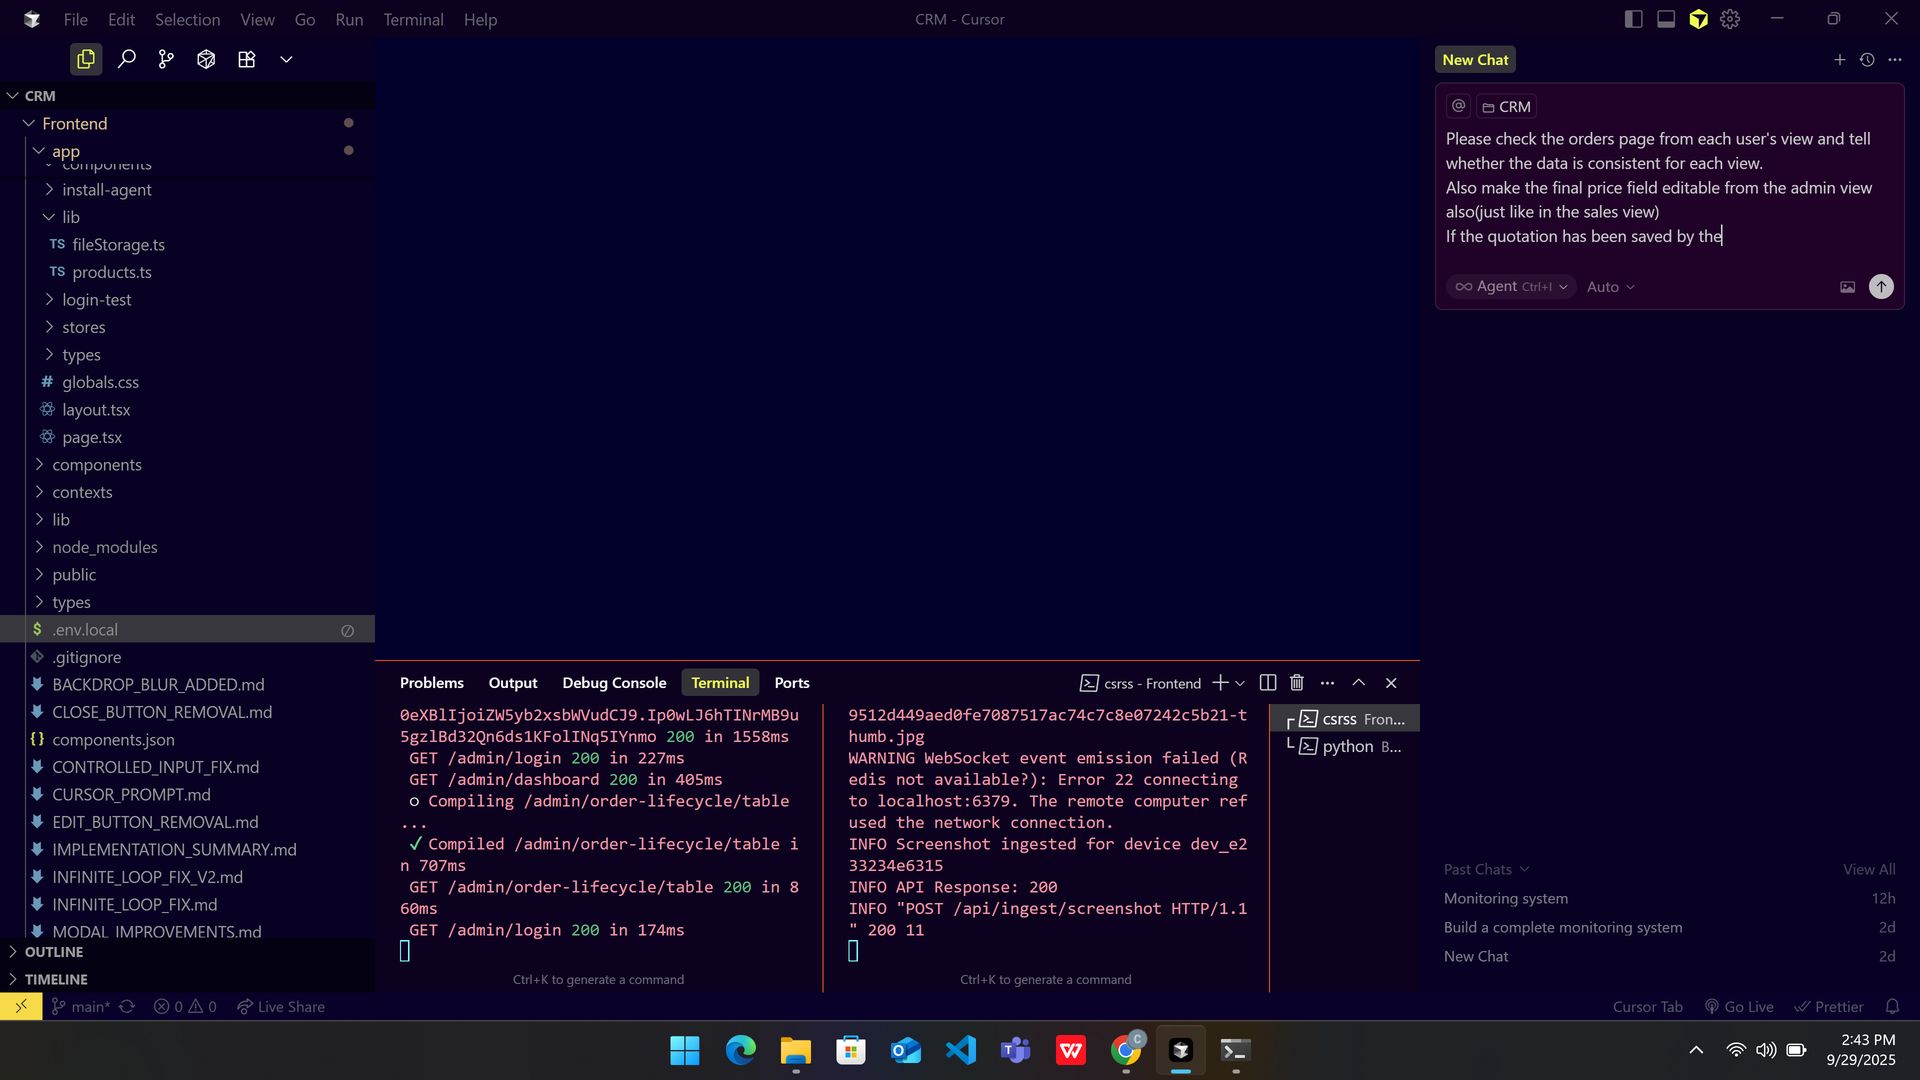 File Edit Selection View Go Run Terminal Help
CRM - Cursor
CRM
Frontend
app
components
install-agent
lib
TS fileStorage.ts
TS products.ts
login-test
stores
types
# globals.css
layout.tsx
page.tsx
components
contexts
lib
node_modules
public
types
$ .env.local
.gitignore
BACKDROP_BLUR_ADDED.md
CLOSE_BUTTON_REMOVAL.md
{} components.json
CONTROLLED_INPUT_FIX.md
CURSOR_PROMPT.md
EDIT_BUTTON_REMOVAL.md
IMPLEMENTATION_SUMMARY.md
INFINITE_LOOP_FIX_V2.md
INFINITE_LOOP_FIX.md
MODAL_IMPROVEMENTS.md
OUTLINE
TIMELINE
Problems Output Debug Console Terminal Ports
csrss - Frontend
0eXBlIjoiZW5yb2xsbWVudCJ9.Ip0wLJ6hTINrMB9u
5gzlBd32Qn6ds1KFolINq5IYnmo 200 in 1558ms
GET /admin/login 200 in 227ms
GET /admin/dashboard 200 in 405ms
○ Compiling /admin/order-lifecycle/table
...
✓ Compiled /admin/order-lifecycle/table i
n 707ms
GET /admin/order-lifecycle/table 200 in 8
60ms
GET /admin/login 200 in 174ms
Ctrl+K to generate a command
9512d449aed0fe7087517ac74c7c8e07242c5b21-t
humb.jpg
WARNING WebSocket event emission failed (R
edis not available?): Error 22 connecting
to localhost:6379. The remote computer ref
used the network connection.
INFO Screenshot ingested for device dev_e2
33234e6315
INFO API Response: 200
INFO "POST /api/ingest/screenshot HTTP/1.1
" 200 11
Ctrl+K to generate a command
csrss Fron...
python B...
New Chat
@ CRM
Please check the orders page from each user's view and tell
whether the data is consistent for each view.
Also make the final price field editable from the admin view
also(just like in the sales view)
If the quotation has been saved by the
Agent Ctrl+I Auto
Past Chats View All
Monitoring system 12h
Build a complete monitoring system 2d
New Chat 2d
main* 0 0 Live Share
Cursor Tab Go Live Prettier
C
2:43 PM
9/29/2025